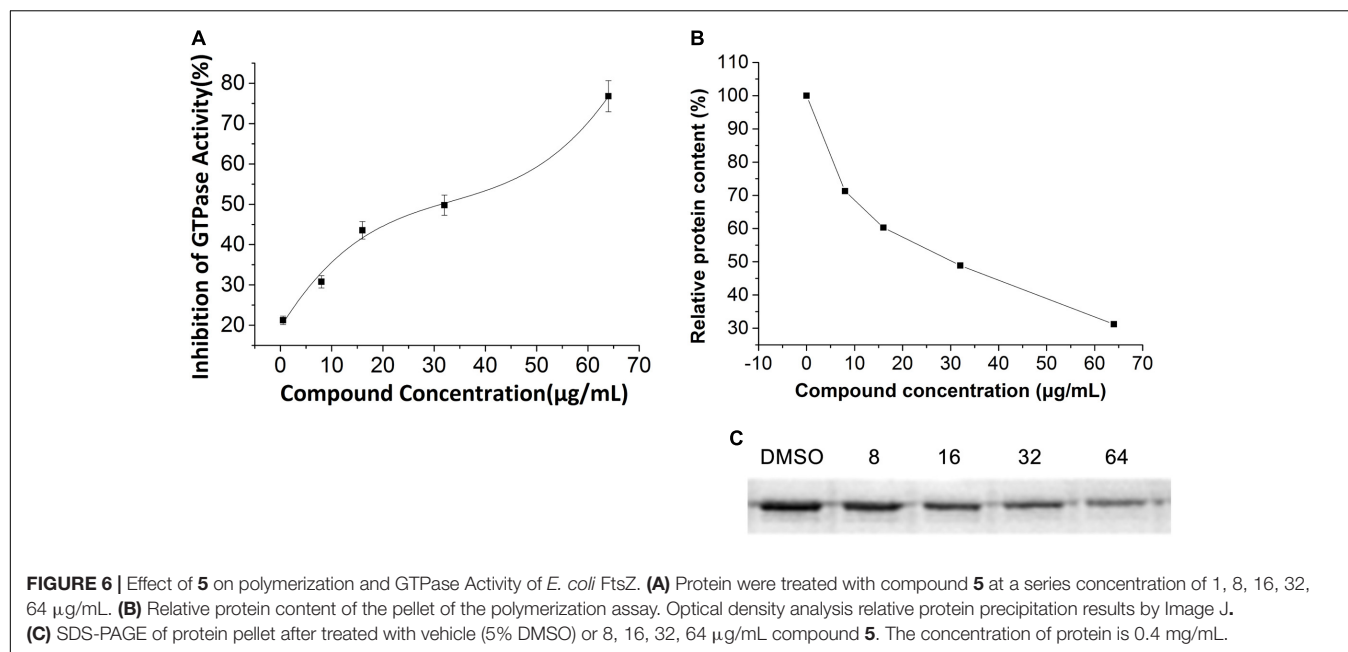 A
Inhibition of GTPase Activity(%)
80
70
60
50
40
30
20
0 10 20 30 40 50 60 70
Compound Concentration(μg/mL)
B
Relative protein content (%)
110
100
90
80
70
60
50
40
30
-10 0 10 20 30 40 50 60 70
Compound concentration (μg/mL)
C
DMSO 8 16 32 64
FIGURE 6 | Effect of 5 on polymerization and GTPase Activity of E. coli FtsZ. (A) Protein were treated with compound 5 at a series concentration of 1, 8, 16, 32,
64 μg/mL. (B) Relative protein content of the pellet of the polymerization assay. Optical density analysis relative protein precipitation results by Image J.
(C) SDS-PAGE of protein pellet after treated with vehicle (5% DMSO) or 8, 16, 32, 64 μg/mL compound 5. The concentration of protein is 0.4 mg/mL.